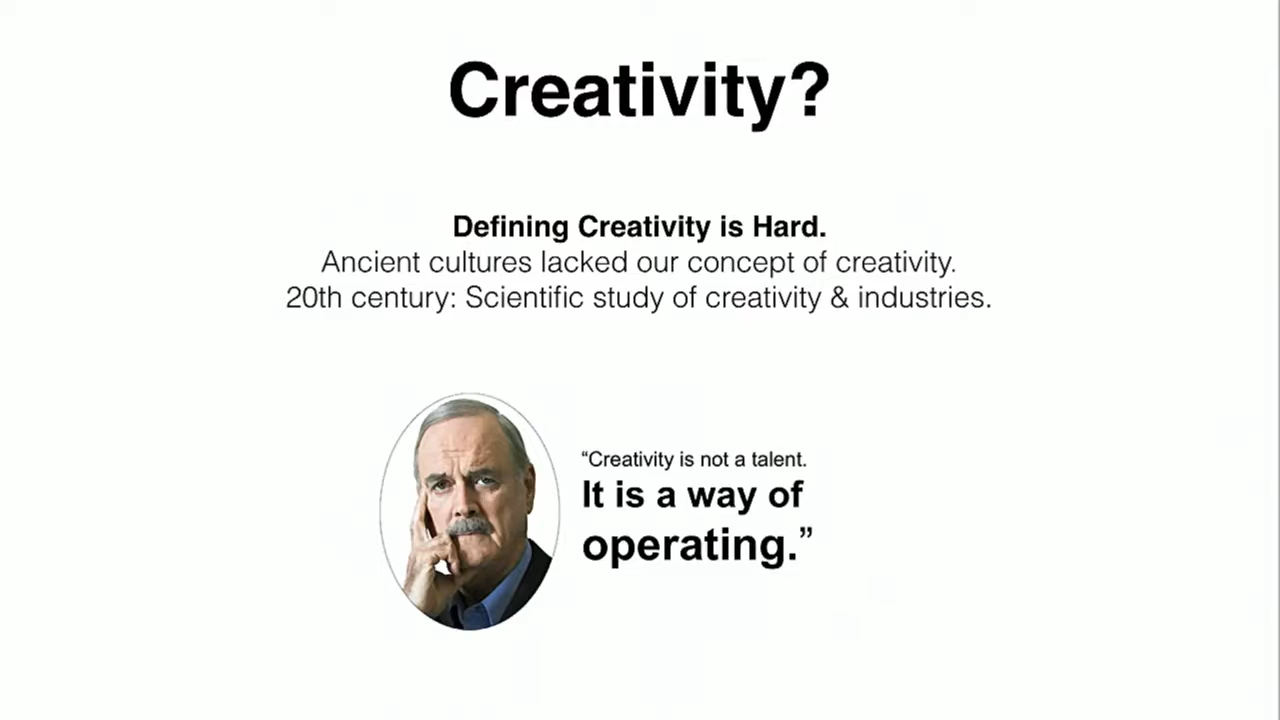 Creativity?
Defining Creativity is Hard.
Ancient cultures lacked our concept of creativity.
20th century: Scientific study of creativity & industries.
“Creativity is not a talent.
It is a way of
operating.”